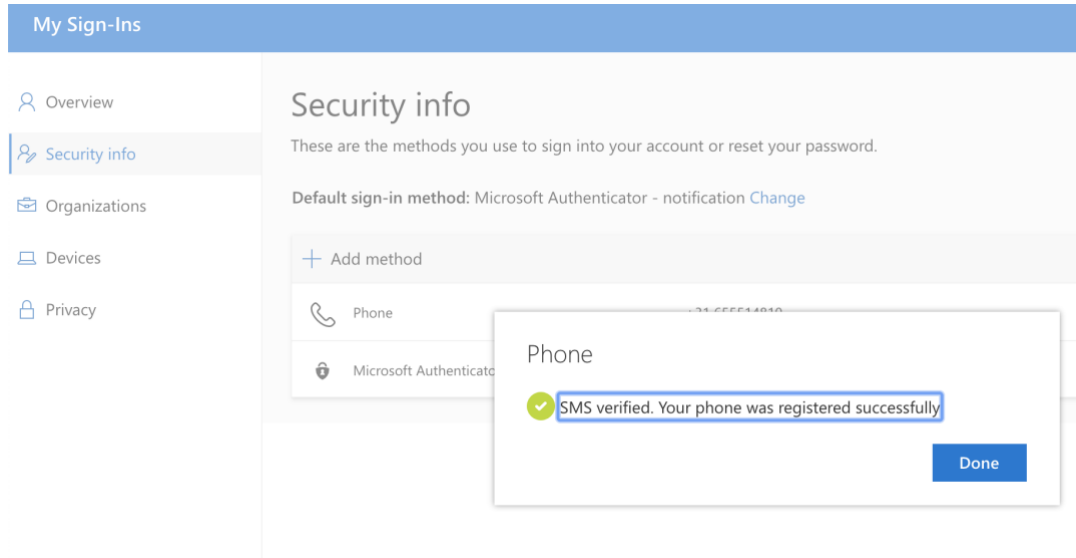 My Sign-Ins
Overview
Security info
Organizations
Devices
Privacy
Security info
These are the methods you use to sign into your account or reset your password.
Default sign-in method: Microsoft Authenticator - notification Change
Add method
Phone
Microsoft Authenticato
Phone
SMS verified. Your phone was registered successfully
Done